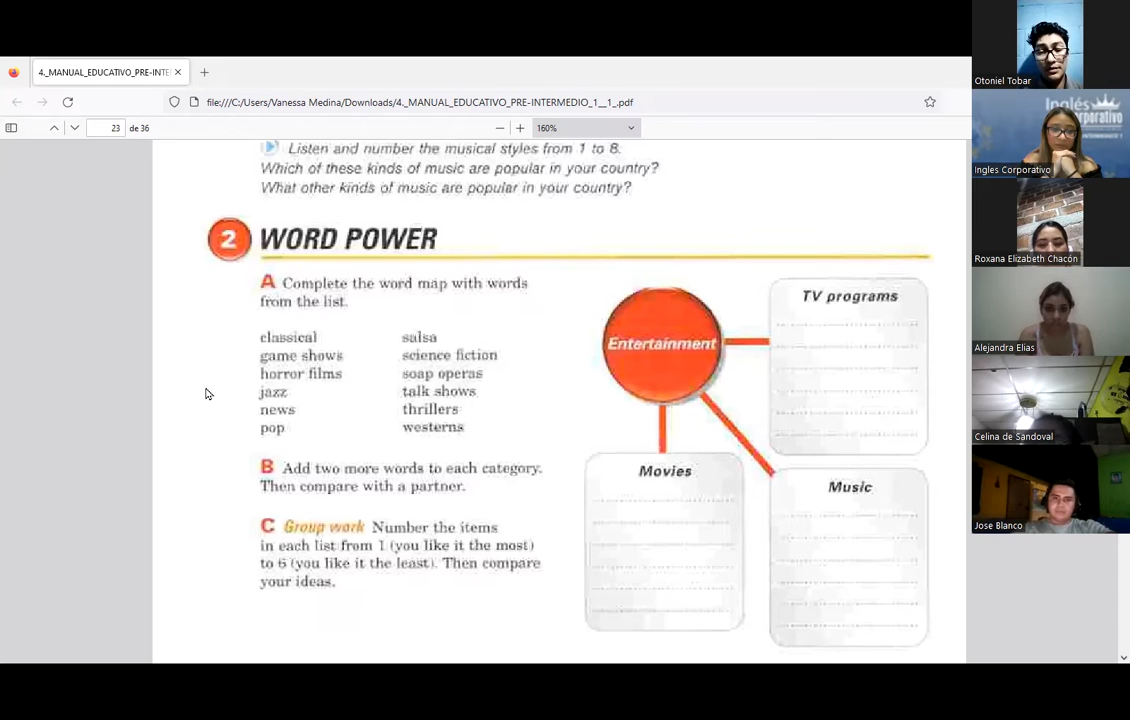 4._MANUAL_EDUCATIVO_PRE-INTE
file:///C:/Users/Vanessa Medina/Downloads/4._MANUAL_EDUCATIVO_PRE-INTERMEDIO_1__1_.pdf
23 de 36
160%
Listen and number the musical styles from 1 to 8.
Which of these kinds of music are popular in your country?
What other kinds of music are popular in your country?
2 WORD POWER
A Complete the word map with words
from the list.
classical salsa
game shows science fiction
horror films soap operas
jazz talk shows
news thrillers
pop westerns
B Add two more words to each category.
Then compare with a partner.
C Group work Number the items
in each list from 1 (you like it the most)
to 6 (you like it the least). Then compare
your ideas.
Entertainment
TV programs
Movies
Music
Otoniel Tobar
Inglés
Ingles Corporativo
Roxana Elizabeth Chacón
Alejandra Elias
Celina de Sandoval
Jose Blanco